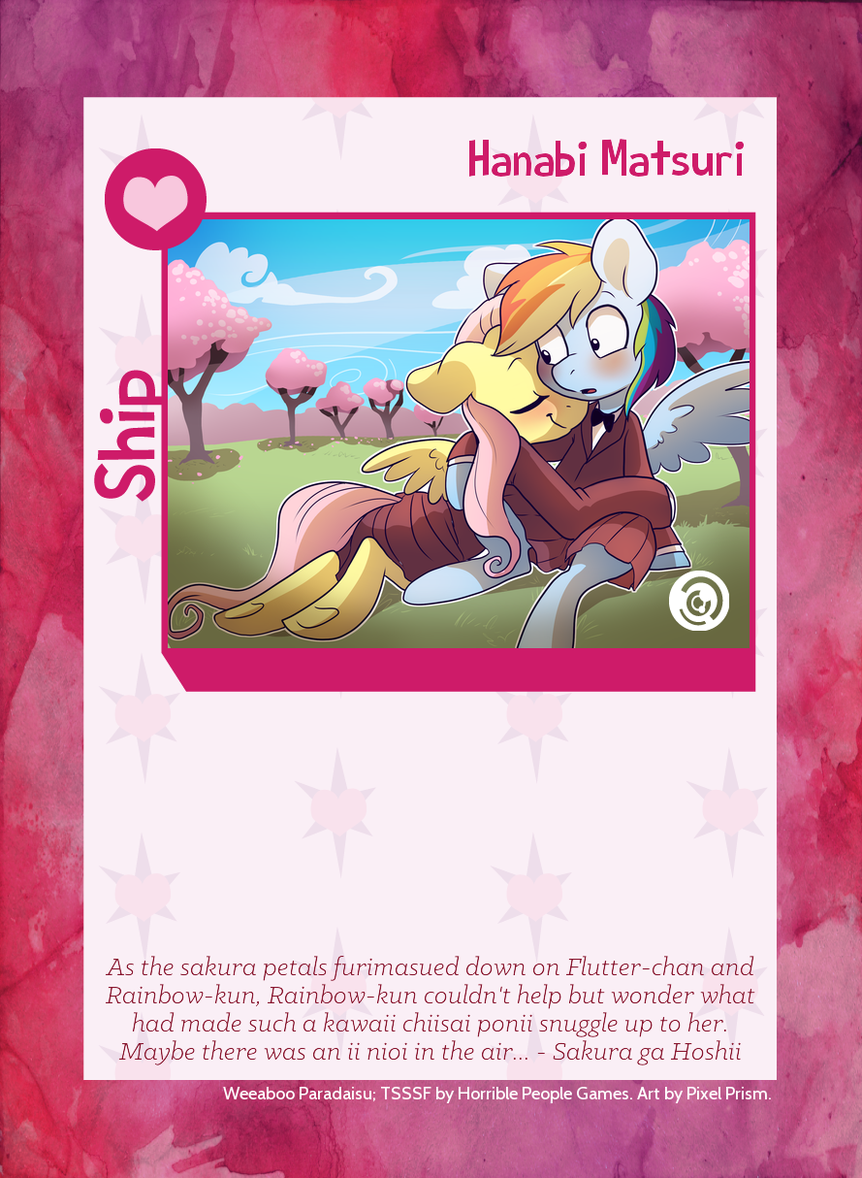 Hanabi Matsuri
Ship
As the sakura petals furimasued down on Flutter-chan and
Rainbow-kun, Rainbow-kun couldn't help but wonder what
had made such a kawaii chiisai ponii snuggle up to her.
Maybe there was an ii nioi in the air... - Sakura ga Hoshii
Weeaboo Paradaisu; TSSSF by Horrible People Games. Art by Pixel Prism.